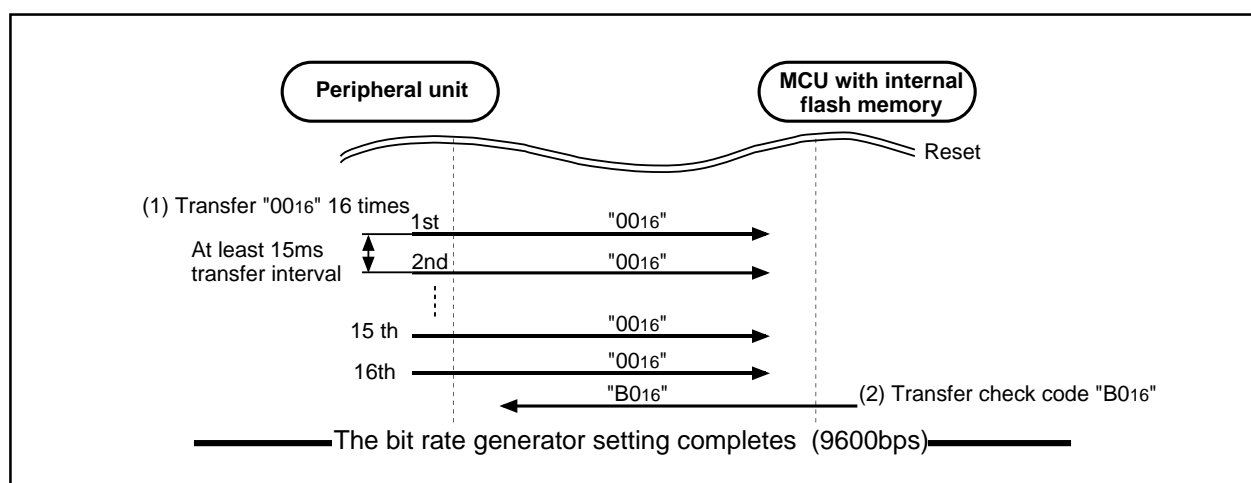 Peripheral unit
MCU with internal
flash memory
Reset
(1) Transfer "0016" 16 times
1st
"0016"
At least 15ms
transfer interval
2nd
"0016"
15 th
"0016"
16th
"0016"
"B016"
(2) Transfer check code "B016"
The bit rate generator setting completes (9600bps)